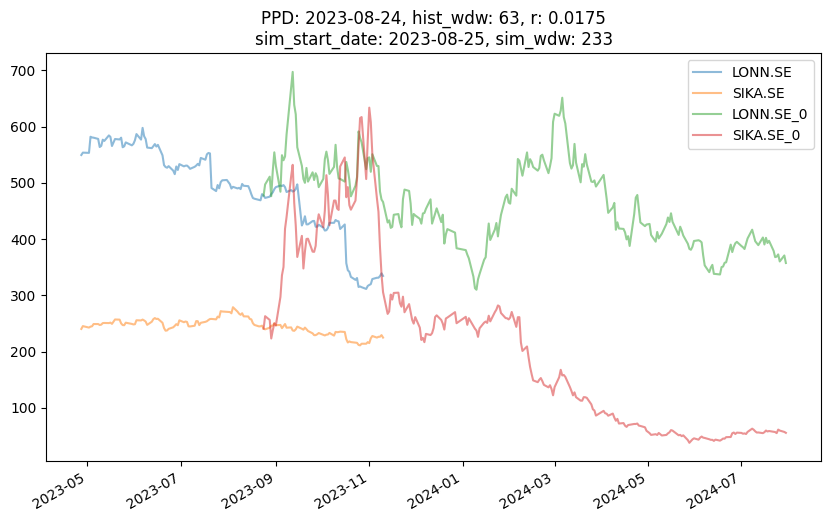 PPD: 2023-08-24, hist_wdw: 63, r: 0.0175
sim_start_date: 2023-08-25, sim_wdw: 233
LONN.SE
SIKA.SE
LONN.SE_0
SIKA.SE_0
700
600
500
400
300
200
100
2023-05
2023-07
2023-09
2023-11
2024-01
2024-03
2024-05
2024-07